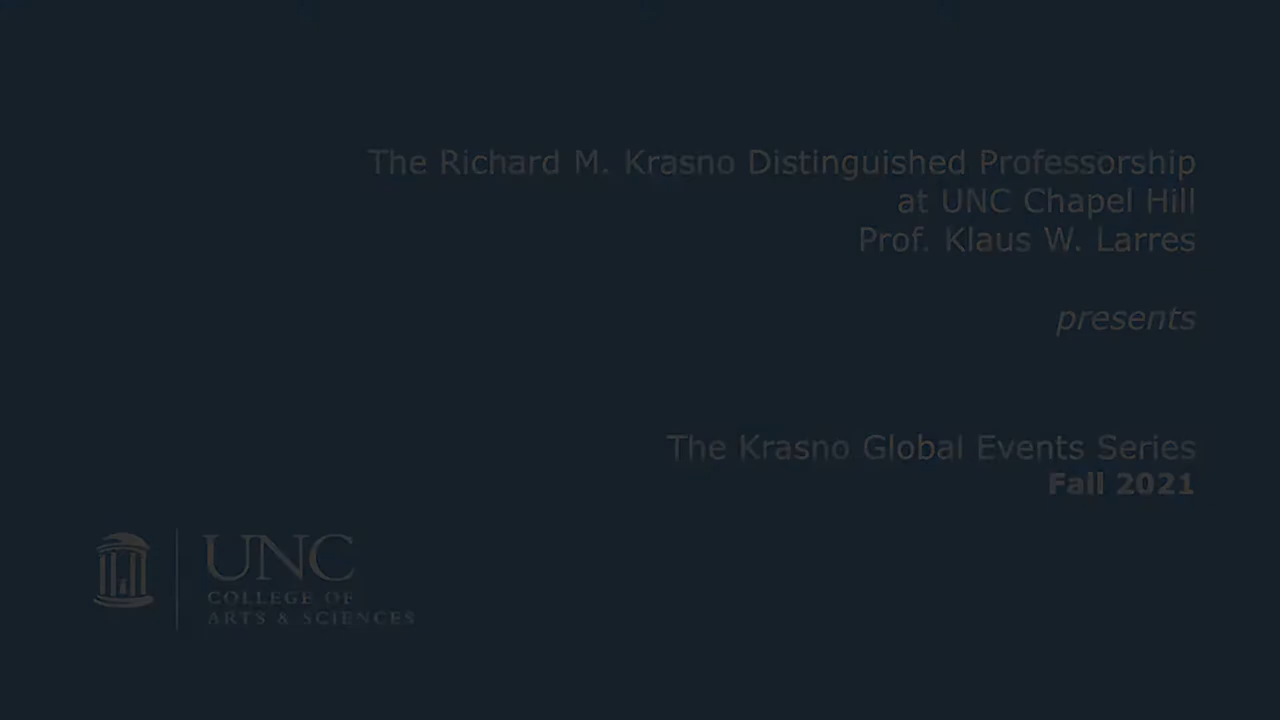 The Richard M. Krasno Distinguished Professorship
at UNC Chapel Hill
Prof. Klaus W. Larres
presents
The Krasno Global Events Series
Fall 2021
UNC
COLLEGE OF
ARTS & SCIENCES